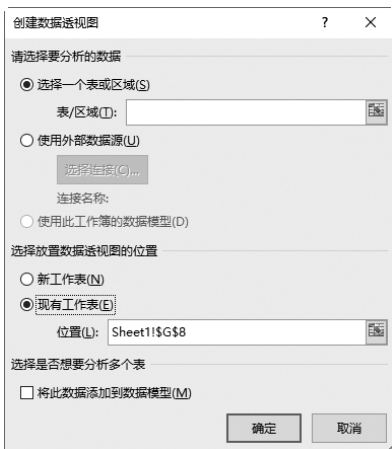 创建数据透视图 ? ×
请选择要分析的数据
选择一个表或区域(S)
表/区域(T):
使用外部数据源(U)
选择连接(C)...
连接名称:
使用此工作簿的数据模型(D)
选择放置数据透视图的位置
新工作表(N)
现有工作表(E)
位置(L): Sheet1!$G$8
选择是否想要分析多个表
将此数据添加到数据模型(M)
确定 取消